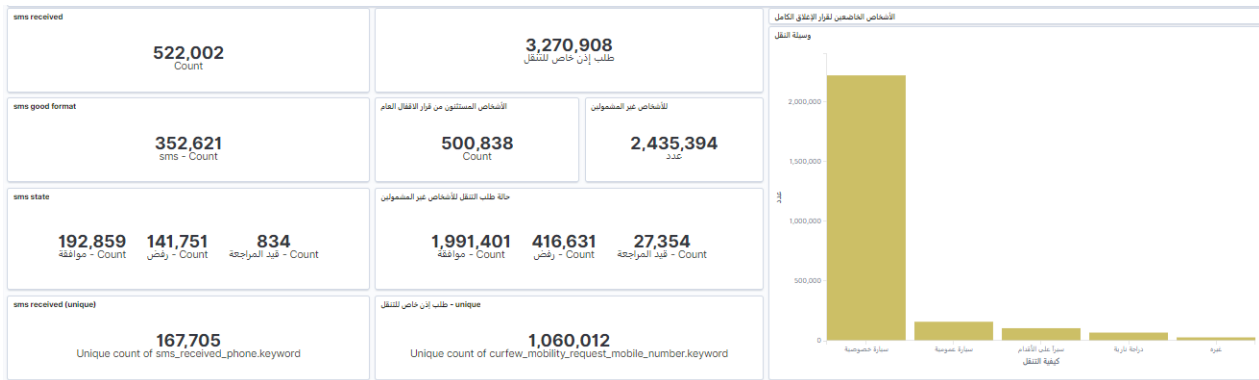 sms received
522,002
Count
3,270,908
طلب إذن خاص للتنقل
sms good format
352,621
sms - Count
الأشخاص المستثنون من قرار الاقفال العام
500,838
Count
للأشخاص غير المشمولين
2,435,394
عدد
sms state
192,859
Count - موافقة
141,751
Count - رفض
834
Count - قيد المراجعة
حالة طلب التنقل للأشخاص غير المشمولين
1,991,401
Count - موافقة
416,631
Count - رفض
27,354
Count - قيد المراجعة
sms received (unique)
167,705
Unique count of sms_received_phone.keyword
طلب إذن خاص للتنقل - unique
1,060,012
Unique count of curfew_mobility_request_mobile_number.keyword
الأشخاص الخاضعين لقرار الإغلاق الكامل
وسيلة النقل
2,000,000
1,500,000
1,000,000
500,000
0
عدد
سيارة خصوصية
سيارة عمومية
سيراً على الأقدام
دراجة نارية
غيره
كيفية التنقل